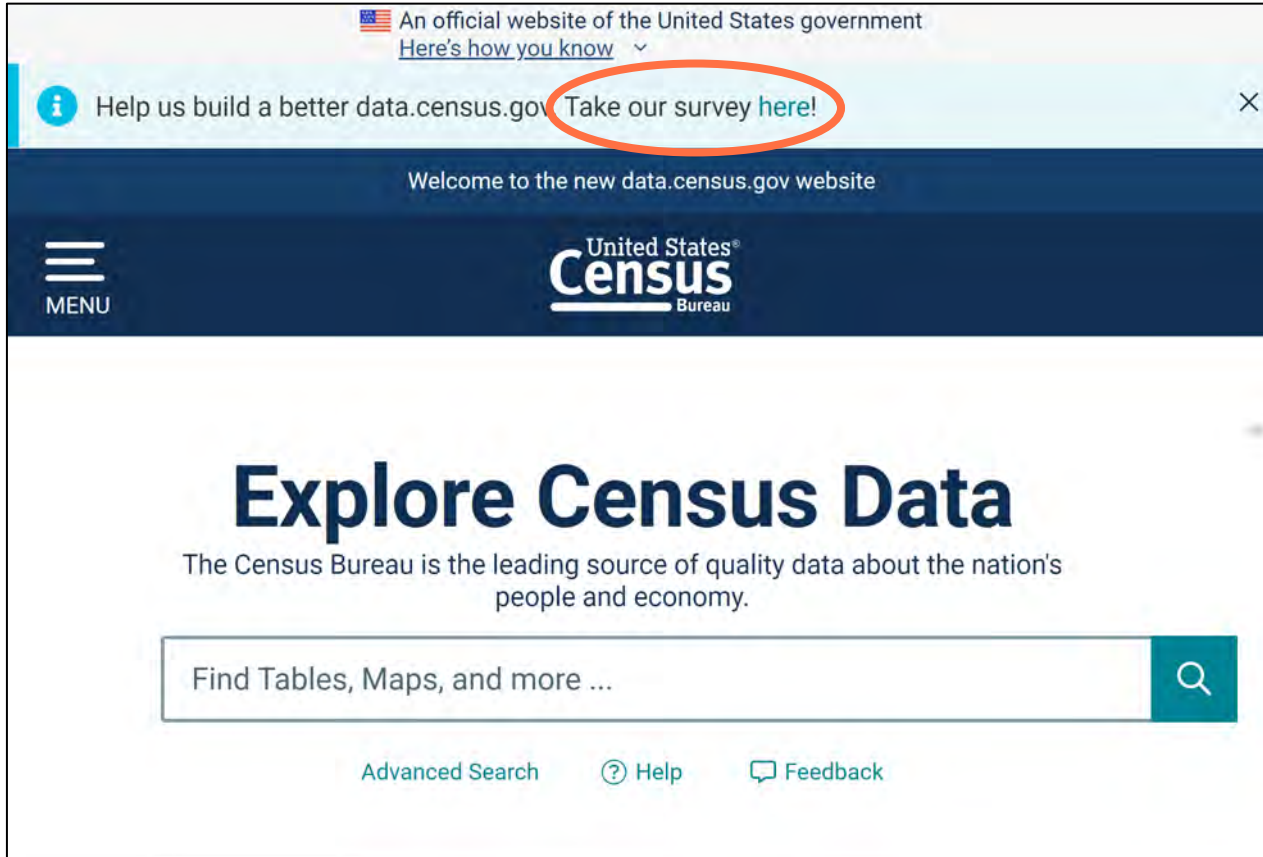 An official website of the United States government
Here's how you know
Help us build a better data.census.gov Take our survey here!
Welcome to the new data.census.gov website
MENU
United States®
Census
Bureau
Explore Census Data
The Census Bureau is the leading source of quality data about the nation's
people and economy.
Find Tables, Maps, and more ...
Advanced Search ? Help Feedback